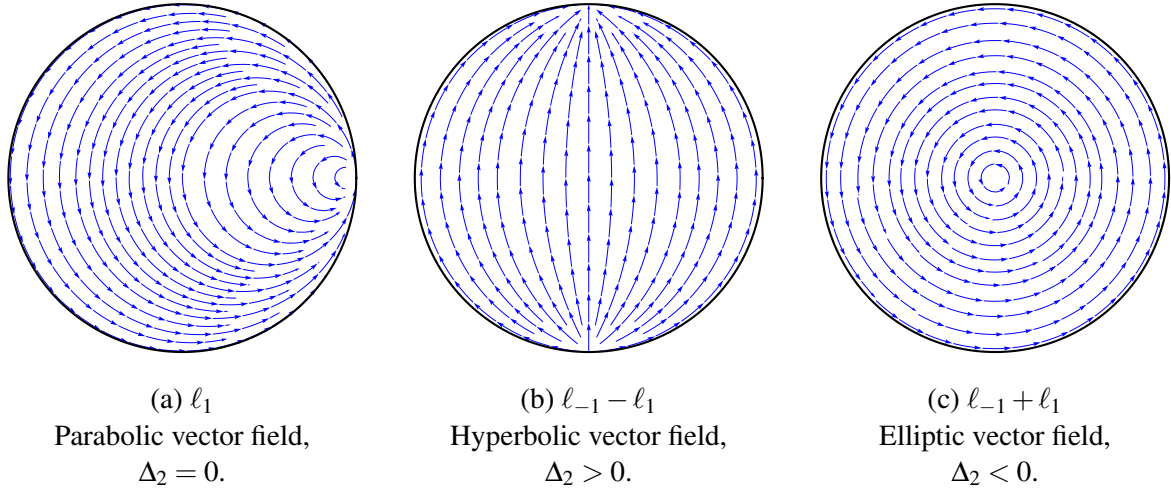 (a) ℓ₁
Parabolic vector field,
Δ₂ = 0.
(b) ℓ₋₁ − ℓ₁
Hyperbolic vector field,
Δ₂ > 0.
(c) ℓ₋₁ + ℓ₁
Elliptic vector field,
Δ₂ < 0.